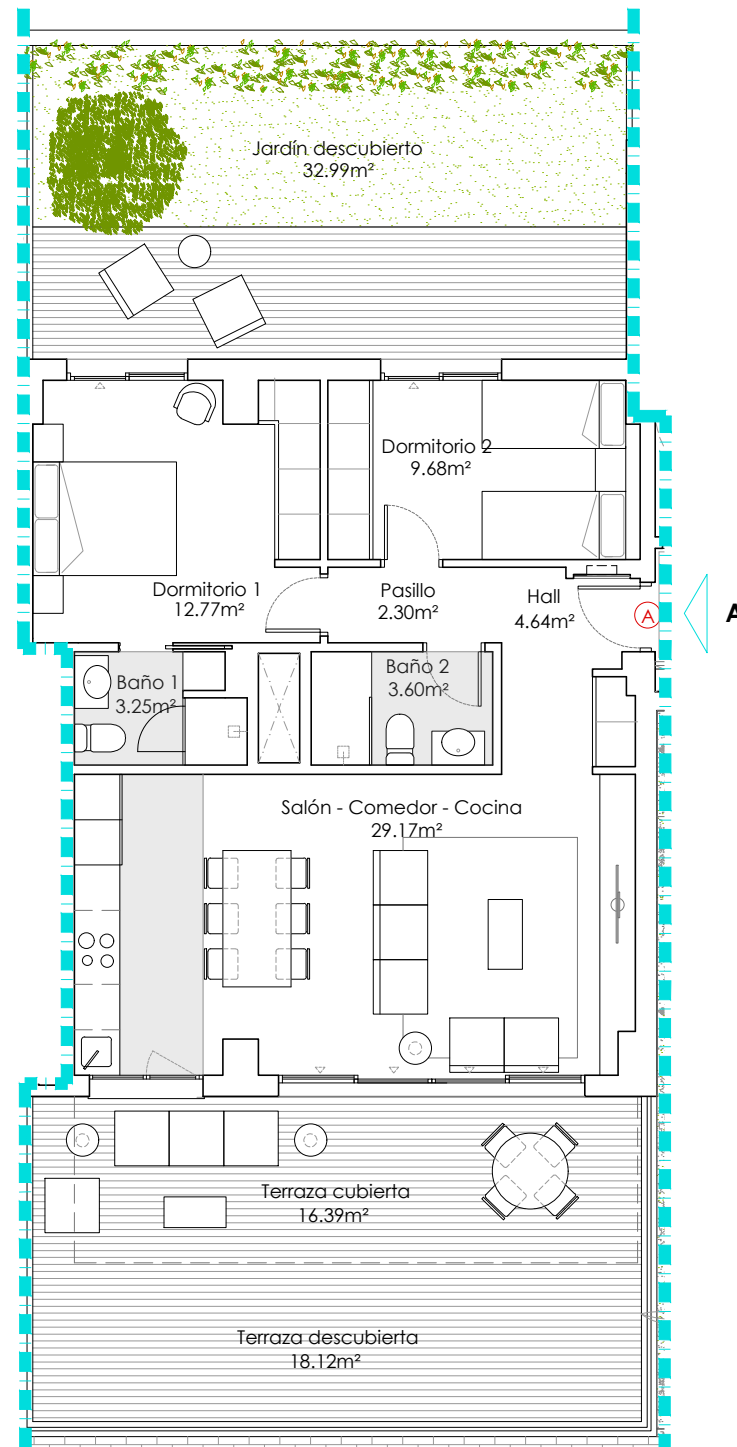 Jardín descubierto
32.99m²
Dormitorio 2
9.68m²
Dormitorio 1
12.77m²
Pasillo
2.30m²
Hall
4.64m²
A
A
Baño 1
3.25m²
Baño 2
3.60m²
Salón - Comedor - Cocina
29.17m²
Terraza cubierta
16.39m²
Terraza descubierta
18.12m²